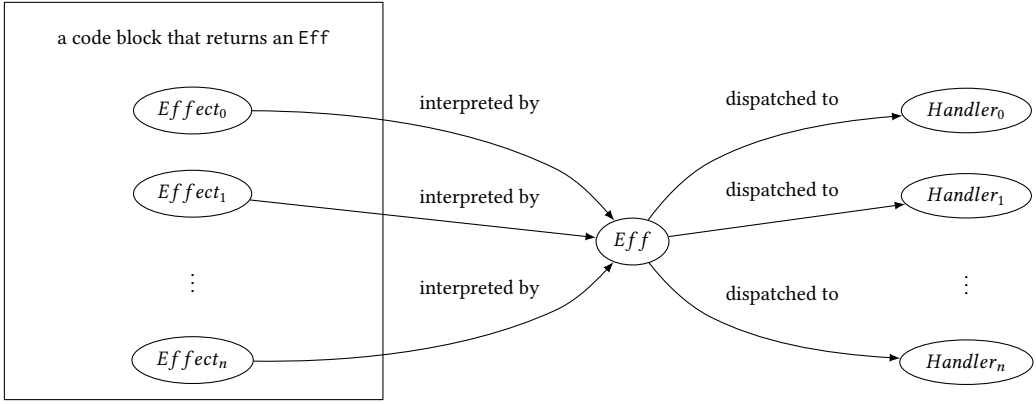 a code block that returns an Eff
Effect₀
interpreted by
dispatched to
Handler₀
Effect₁
interpreted by
dispatched to
Handler₁
Eff
⋮
interpreted by
dispatched to
⋮
Effectₙ
Handlerₙ